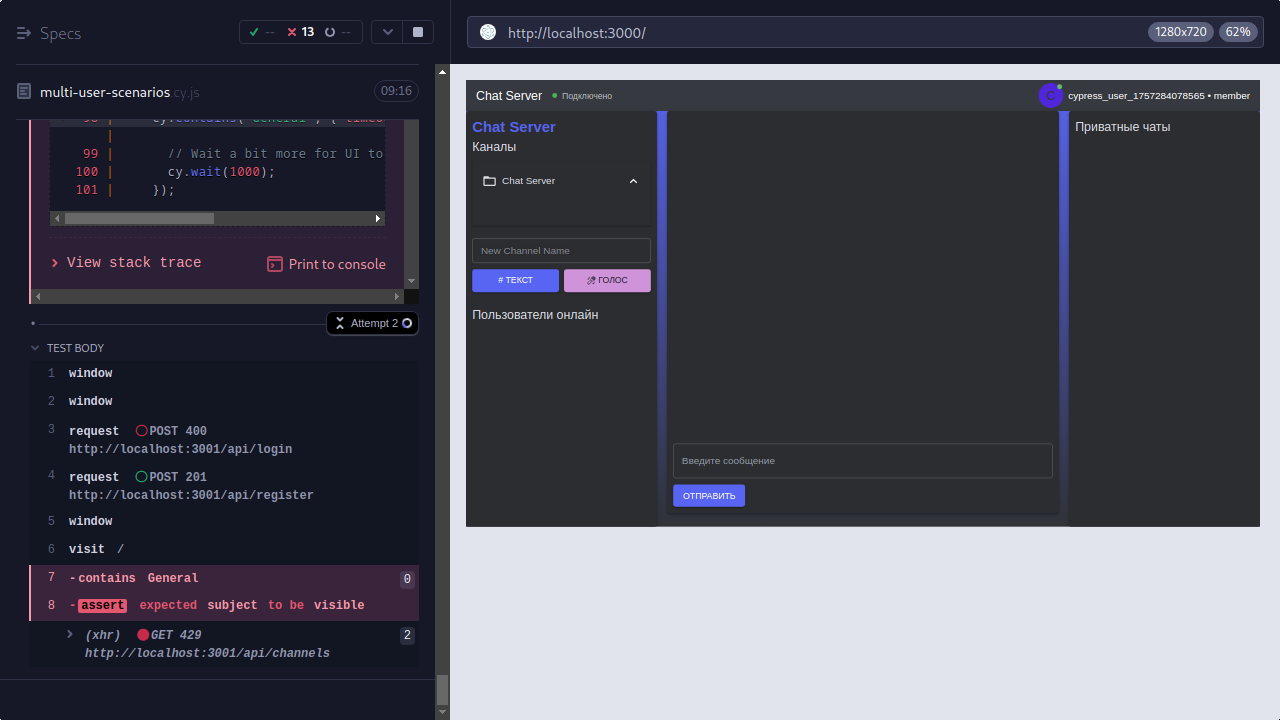 Specs
-- 13 --
http://localhost:3000/
1280x720
62%
multi-user-scenarios.cy.js
09:16
|
99 | // Wait a bit more for UI to
100 | cy.wait(1000);
101 | });
View stack trace
Print to console
Attempt 2
TEST BODY
1 window
2 window
3 request POST 400
http://localhost:3001/api/login
4 request POST 201
http://localhost:3001/api/register
5 window
6 visit /
7 -contains General 0
8 -assert expected subject to be visible
(xhr) GET 429 2
http://localhost:3001/api/channels
Chat Server
Подключено
C
cypress_user_1757284078565 • member
Chat Server
Каналы
Chat Server
New Channel Name
# ТЕКСТ
🎤 ГОЛОС
Пользователи онлайн
Введите сообщение
ОТПРАВИТЬ
Приватные чаты